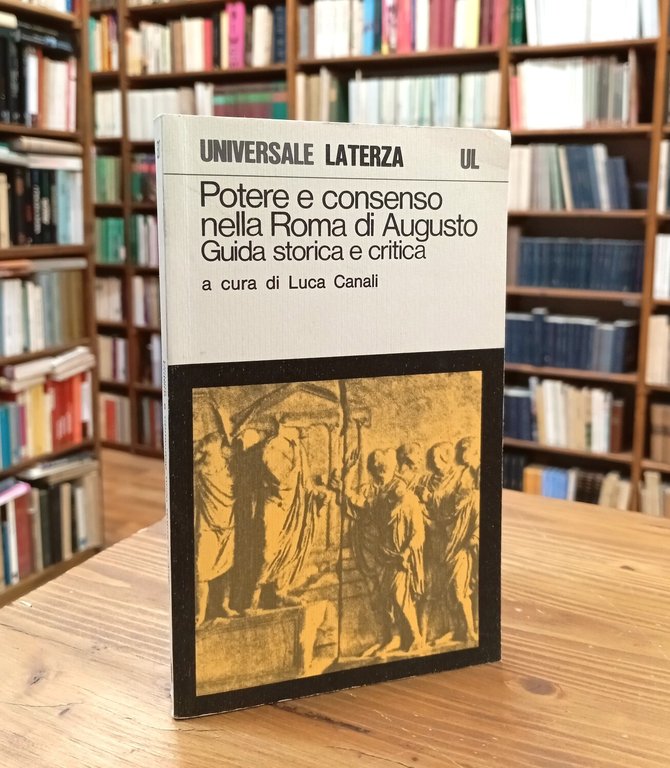 UNIVERSALE LATERZA UL
Potere e consenso
nella Roma di Augusto
Guida storica e critica
a cura di Luca Canali